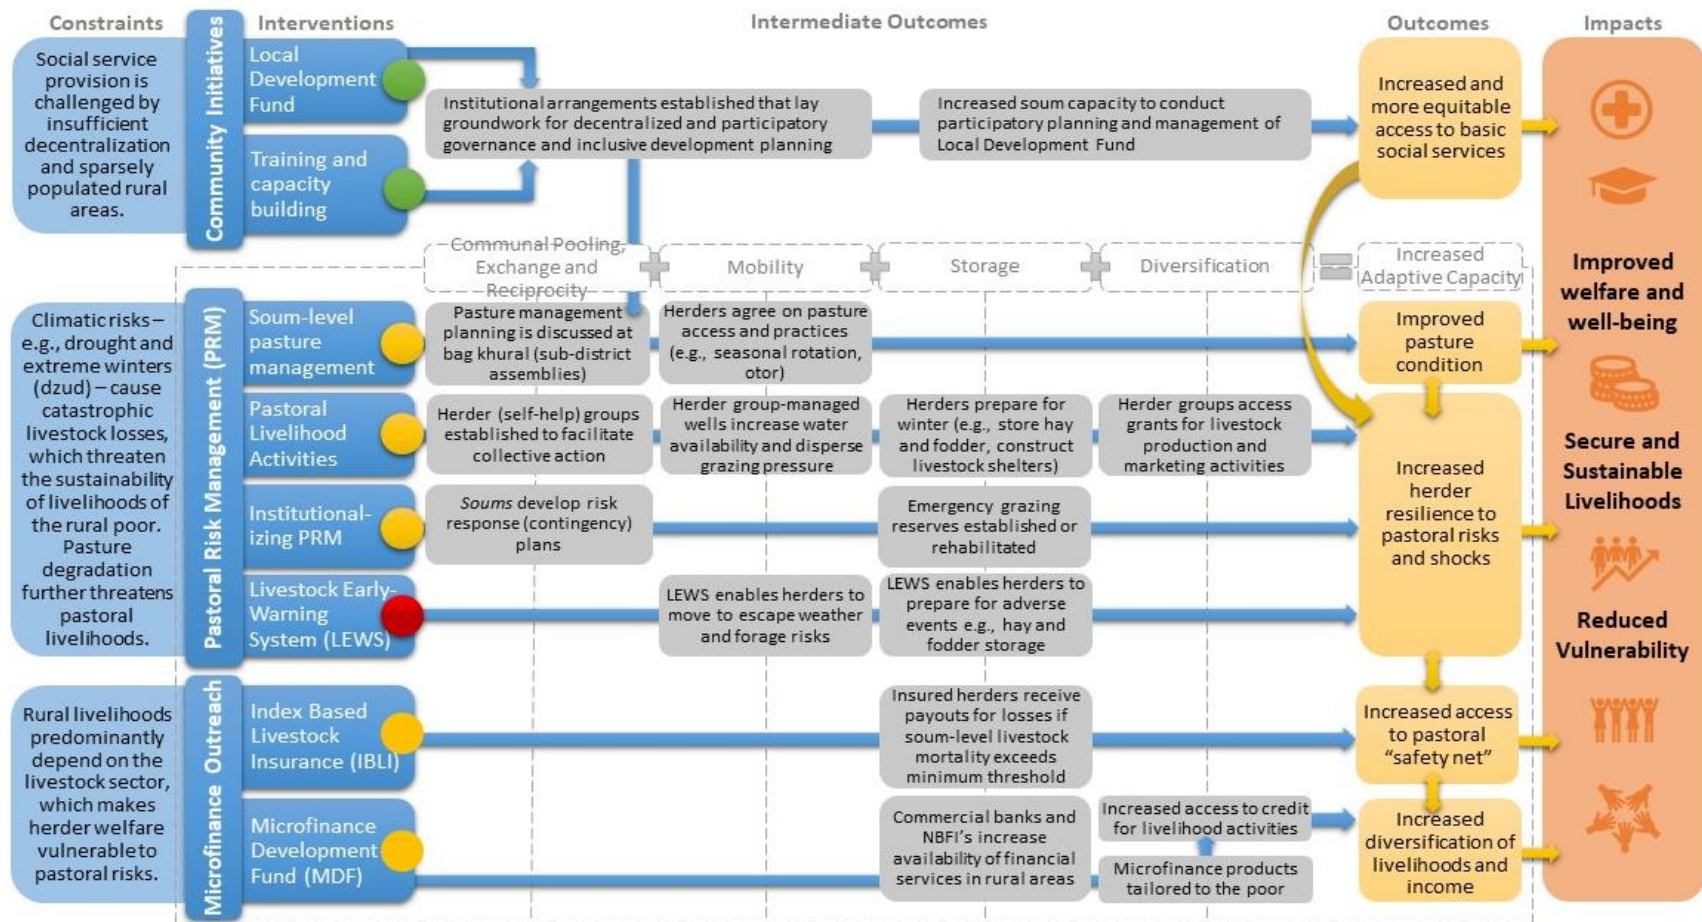 Constraints
Interventions
Intermediate Outcomes
Outcomes
Impacts
Social service
provision is
challenged by
insufficient
decentralization
and sparsely
populated rural
areas.
Community Initiatives
Local
Development
Fund
Training and
capacity
building
Institutional arrangements established that lay
groundwork for decentralized and participatory
governance and inclusive development planning
Increased soum capacity to conduct
participatory planning and management of
Local Development Fund
Increased and
more equitable
access to basic
social services
Communal Pooling,
Exchange and
Reciprocity
Mobility
Storage
Diversification
Increased
Adaptive Capacity
Climatic risks –
e.g., drought and
extreme winters
(dzud) – cause
catastrophic
livestock losses,
which threaten
the sustainability
of livelihoods of
the rural poor.
Pasture
degradation
further threatens
pastoral
livelihoods.
Pastoral Risk Management (PRM)
Soum-level
pasture
management
Pasture management
planning is discussed at
bag khural (sub-district
assemblies)
Herders agree on pasture
access and practices
(e.g., seasonal rotation,
otor)
Improved
pasture
condition
Pastoral
Livelihood
Activities
Herder (self-help) groups
established to facilitate
collective action
Herder group-managed
wells increase water
availability and disperse
grazing pressure
Herders prepare for
winter (e.g., store hay
and fodder, construct
livestock shelters)
Herder groups access
grants for livestock
production and
marketing activities
Increased
herder
resilience to
pastoral risks
and shocks
Institutional-
izing PRM
Soums develop risk
response (contingency)
plans
Emergency grazing
reserves established or
rehabilitated
Livestock Early-
Warning
System (LEWS)
LEWS enables herders to
move to escape weather
and forage risks
LEWS enables herders to
prepare for adverse
events e.g., hay and
fodder storage
Rural livelihoods
predominantly
depend on the
livestock sector,
which makes
herder welfare
vulnerable to
pastoral risks.
Microfinance Outreach
Index Based
Livestock
Insurance (IBLI)
Insured herders receive
payouts for losses if
soum-level livestock
mortality exceeds
minimum threshold
Increased access
to pastoral
“safety net”
Microfinance
Development
Fund (MDF)
Commercial banks and
NBFI’s increase
availability of financial
services in rural areas
Increased access to credit
for livelihood activities
Microfinance products
tailored to the poor
Increased
diversification of
livelihoods and
income
Improved
welfare and
well-being
Secure and
Sustainable
Livelihoods
Reduced
Vulnerability